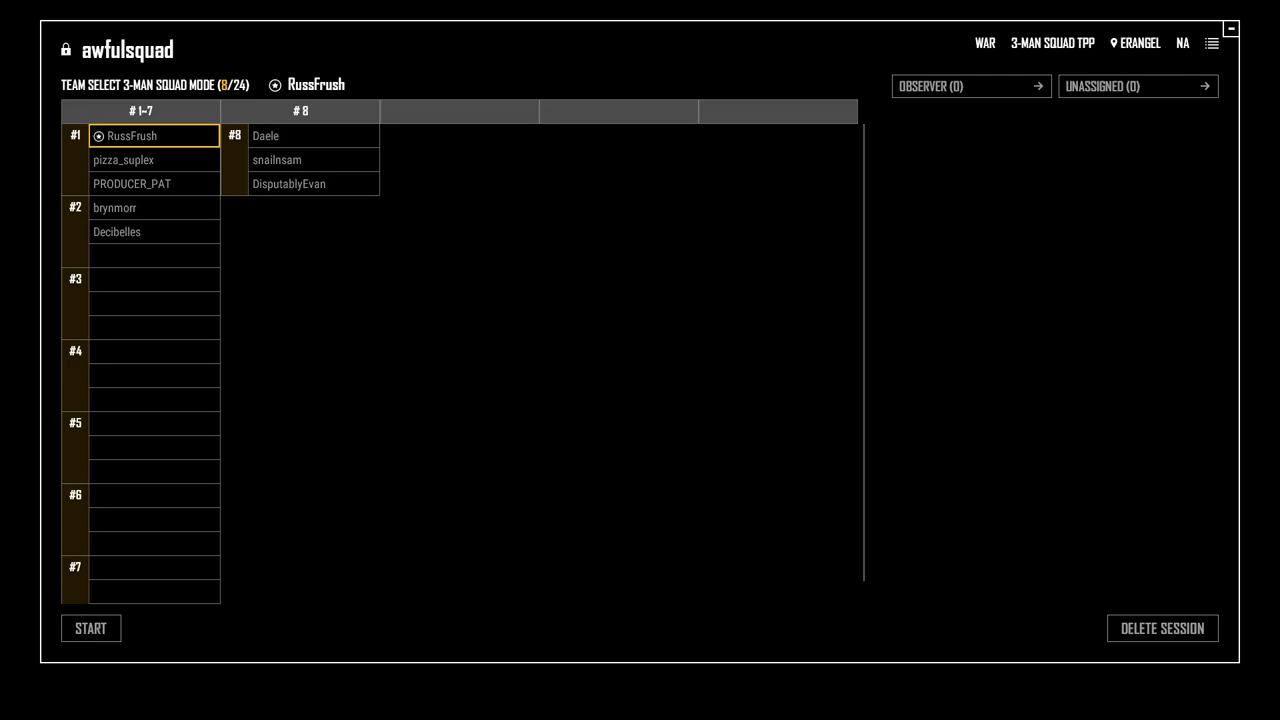 awfulsquad
WAR 3-MAN SQUAD TPP ERANGEL NA
TEAM SELECT 3-MAN SQUAD MODE (8/24) RussFrush
OBSERVER (0) UNASSIGNED (0)
# 1~7 # 8
#1 RussFrush #8 Daele
pizza_suplex snailnsam
PRODUCER_PAT DisputablyEvan
#2 brynmorr
Decibelles
#3
#4
#5
#6
#7
START DELETE SESSION